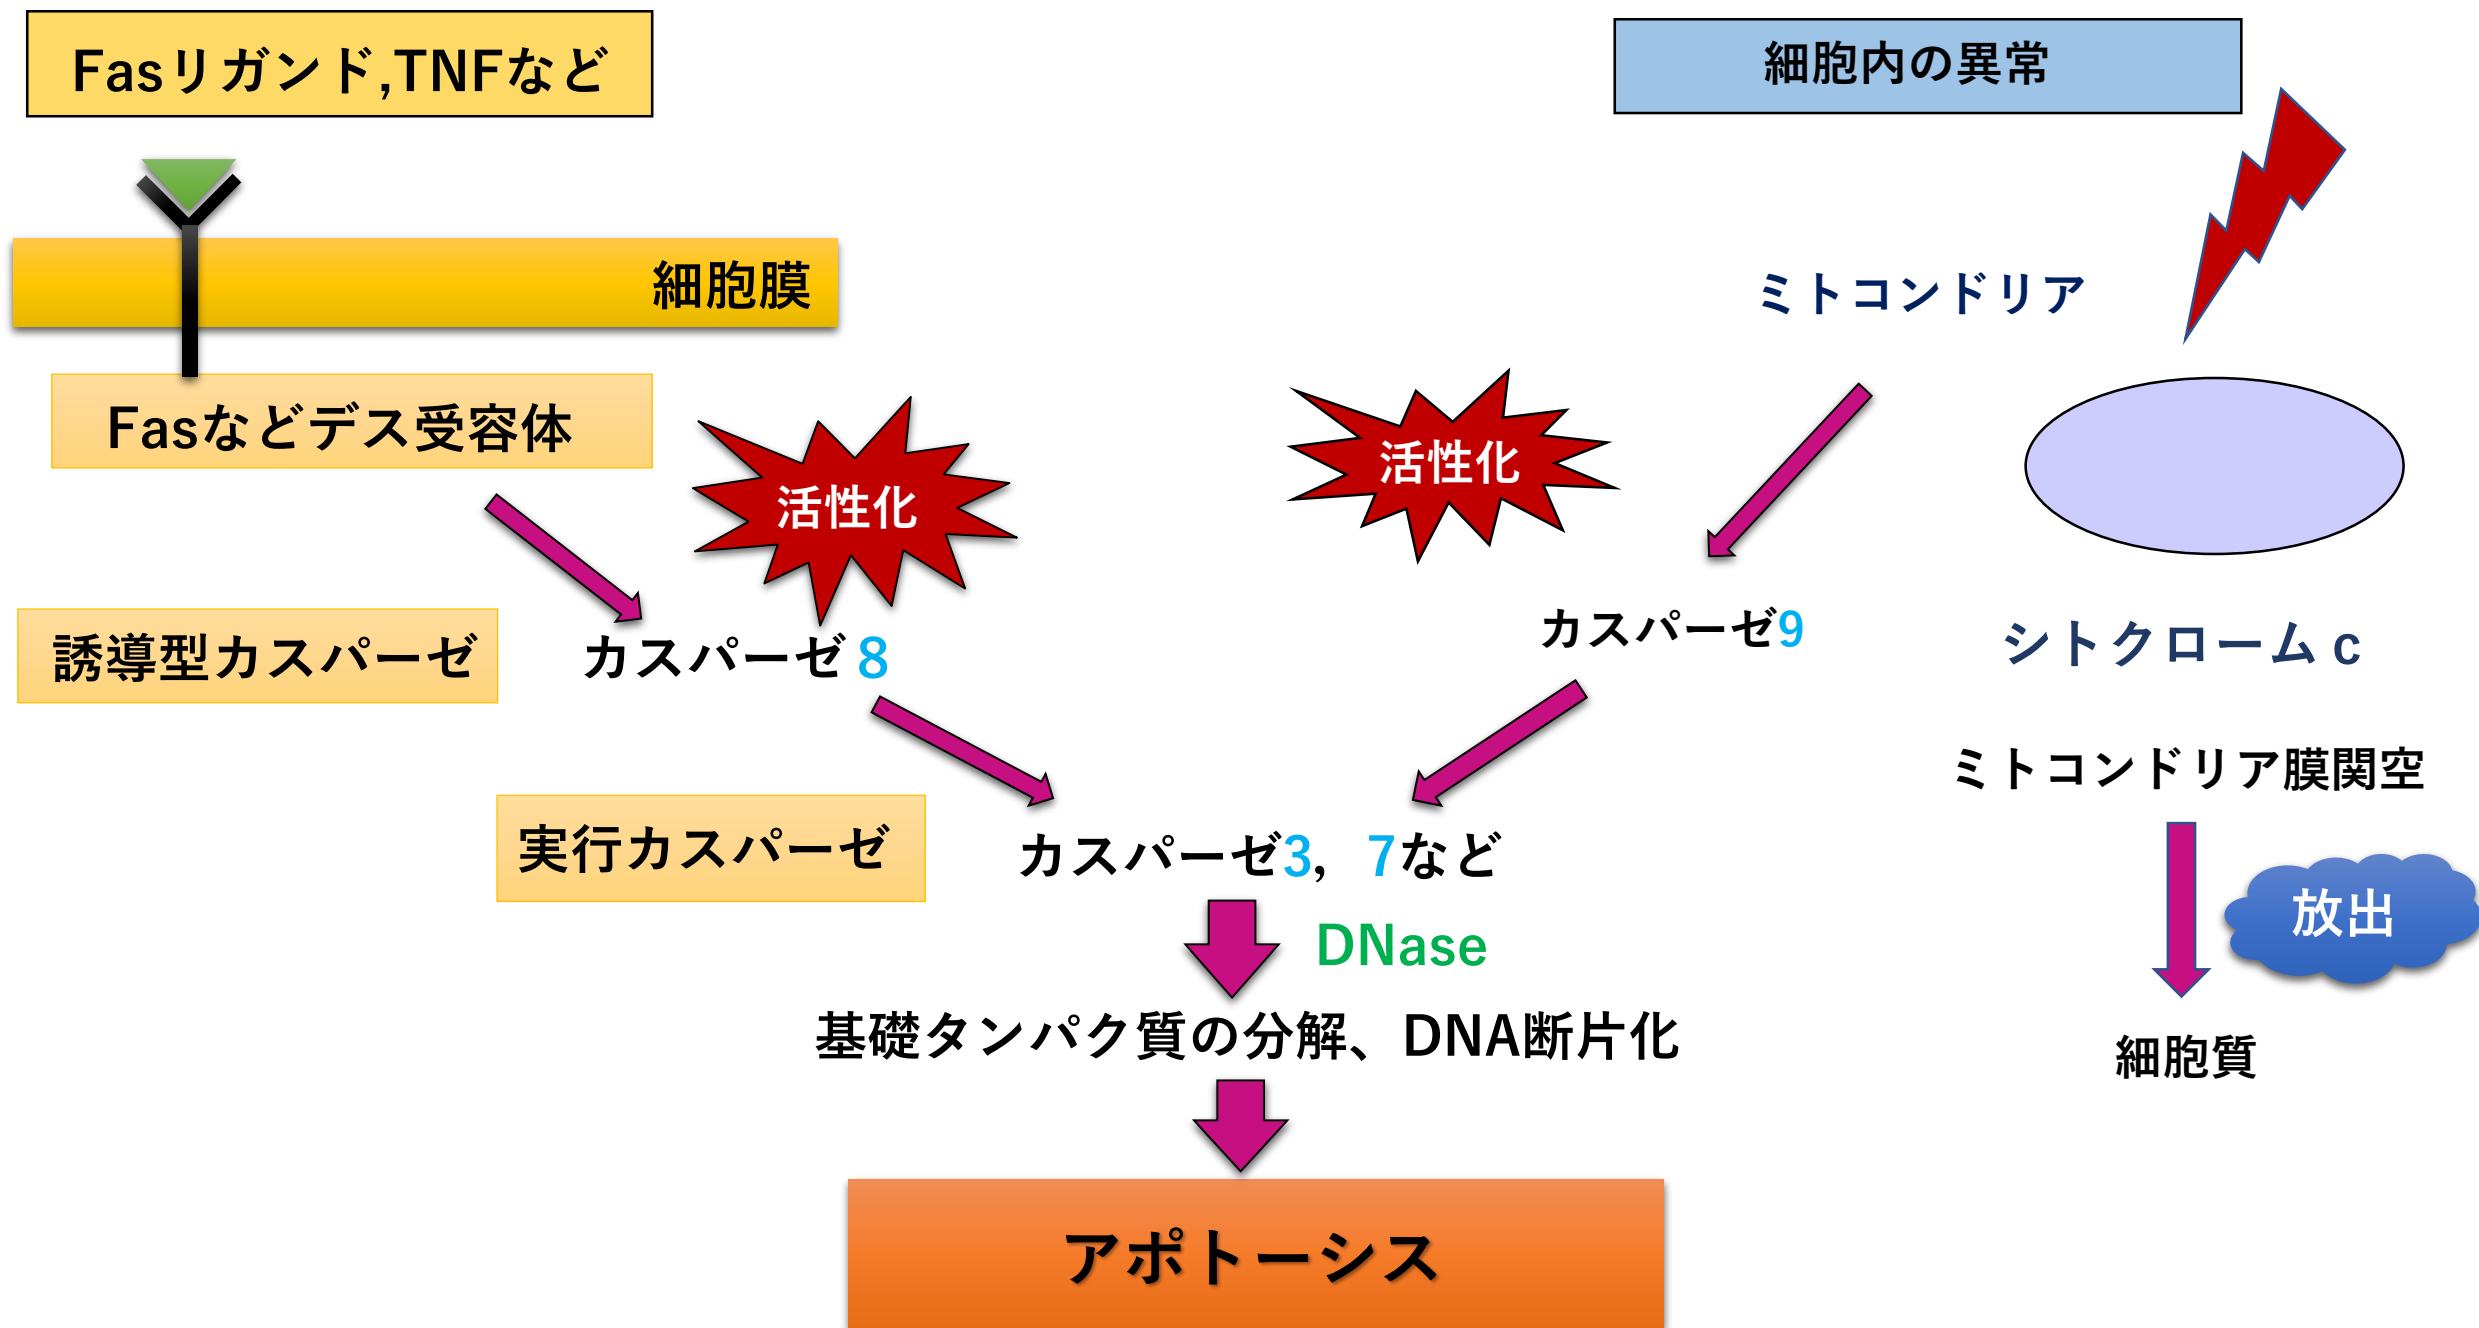 Fasリガンド,TNFなど
細胞内の異常
細胞膜
ミトコンドリア
Fasなどデス受容体
活性化
活性化
誘導型カスパーゼ
カスパーゼ 8
カスパーゼ9
シトクローム c
ミトコンドリア膜関空
実行カスパーゼ
カスパーゼ3, 7など
放出
DNase
基礎タンパク質の分解、DNA断片化
細胞質
アポトーシス